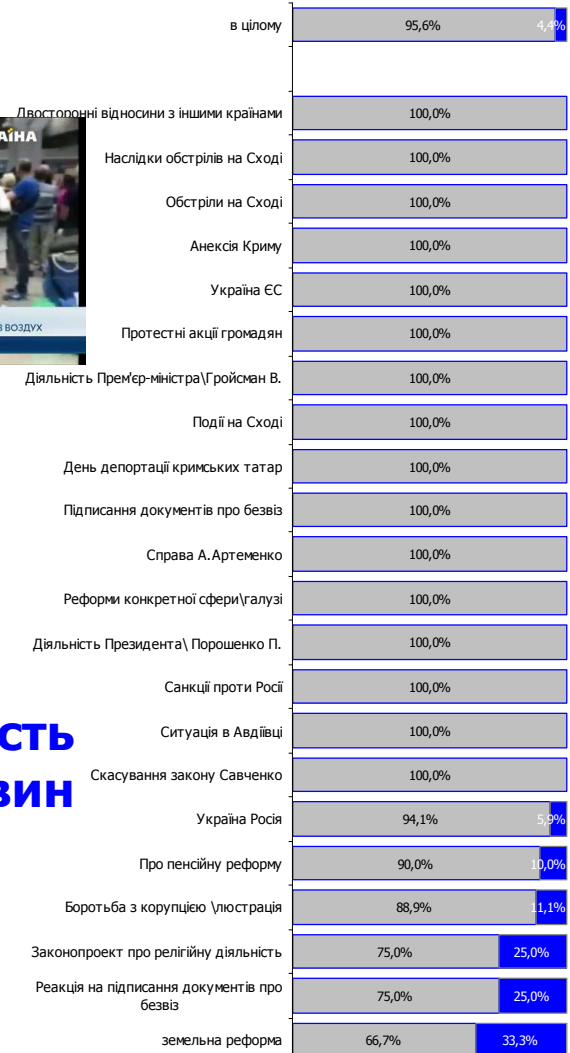 в цілому 95,6% 4,4%
Двосторонні відносини з іншими країнами 100,0%
АЇНА
Наслідки обстрілів на Сході 100,0%
Обстріли на Сході 100,0%
Анексія Криму 100,0%
Україна ЄС 100,0%
В ВОЗДУХ
Протестні акції громадян 100,0%
Діяльність Прем'єр-міністра\Гройсман В. 100,0%
Події на Сході 100,0%
День депортації кримських татар 100,0%
Підписання документів про безвіз 100,0%
Справа А.Артеменко 100,0%
Реформи конкретної сфери\галузі 100,0%
Діяльність Президента\ Порошенко П. 100,0%
Санкції проти Росії 100,0%
сть
Ситуація в Авдіївці 100,0%
Скасування закону Савченко 100,0%
вин
Україна Росія 94,1% 5,9%
Про пенсійну реформу 90,0% 10,0%
Боротьба з корупцією \люстрація 88,9% 11,1%
Законопроект про релігійну діяльність 75,0% 25,0%
Реакція на підписання документів про
безвіз 75,0% 25,0%
земельна реформа 66,7% 33,3%